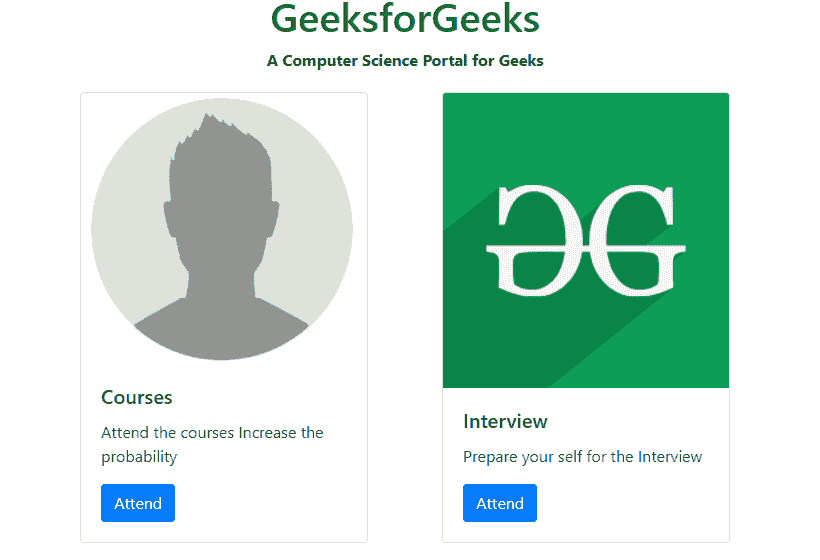 GeeksforGeeks
A Computer Science Portal for Geeks
Courses
Attend the courses Increase the
probability
Attend
Interview
Prepare your self for the Interview
Attend